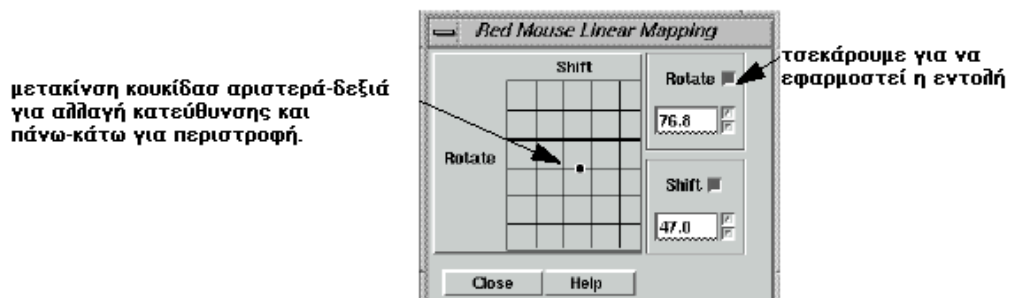 Red Mouse Linear Mapping
τσεκάρουμε για να
εφαρμοστεί η εντολή
μετακίνση κουκίδασ αριστερά-δεξιά
για αλλαγή κατεύθυνσης και
πάνω-κάτω για περιστροφή.
Shift
Rotate
Rotate
76.8
Shift
47.0
Close
Help